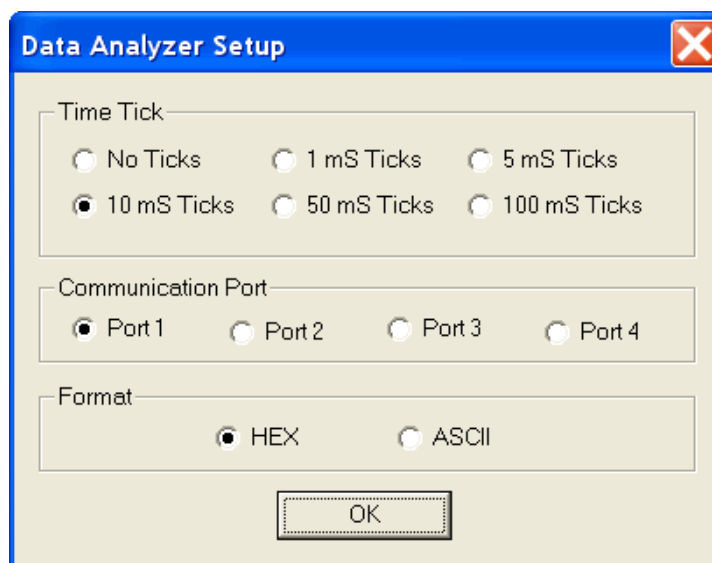 Data Analyzer Setup
Time Tick
No Ticks 1 mS Ticks 5 mS Ticks
10 mS Ticks 50 mS Ticks 100 mS Ticks
Communication Port
Port 1 Port 2 Port 3 Port 4
Format
HEX ASCII
OK